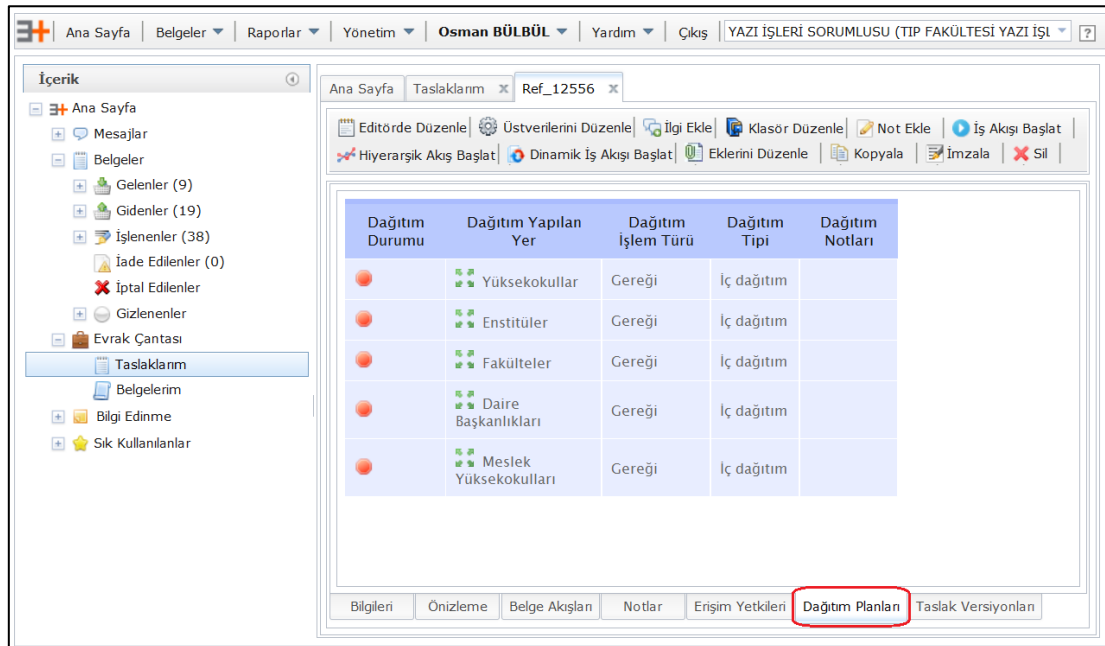 Ana Sayfa Belgeler Raporlar Yönetim Osman BÜLBÜL Yardım Çıkış YAZI İŞLERİ SORUMLUSU (TIP FAKÜLTESİ YAZI İŞL ?
İçerik
Ana Sayfa
Mesajlar
Belgeler
Gelenler (9)
Gidenler (19)
İşlenenler (38)
İade Edilenler (0)
İptal Edilenler
Gizlenenler
Evrak Çantası
Taslaklarım
Belgelerim
Bilgi Edinme
Sık Kullanılanlar
Ana Sayfa Taslaklarım x Ref_12556 x
Editörde Düzenle Üstverilerini Düzenle İlgi Ekle Klasör Düzenle Not Ekle İş Akışı Başlat
Hiyerarşik Akış Başlat Dinamik İş Akışı Başlat Eklerini Düzenle Kopyala İmzala Sil
Dağıtım Dağıtım Yapılan Dağıtım Dağıtım Dağıtım
Durumu Yer İşlem Türü Tipi Notları
Yüksekokullar Gereği İç dağıtım
Enstitüler Gereği İç dağıtım
Fakülteler Gereği İç dağıtım
Daire
Başkanlıkları Gereği İç dağıtım
Meslek
Yüksekokulları Gereği İç dağıtım
Bilgileri Önizleme Belge Akışları Notlar Erişim Yetkileri Dağıtım Planları Taslak Versiyonları